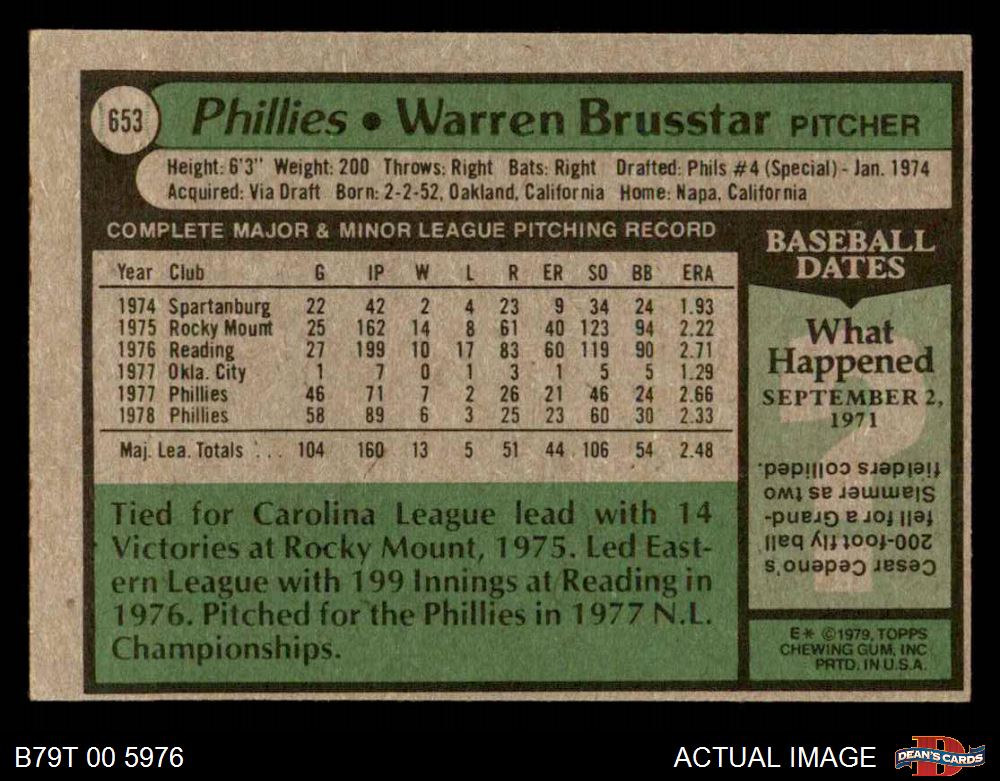 653
Phillies • Warren Brusstar PITCHER
Height: 6'3" Weight: 200 Throws: Right Bats: Right Drafted: Phils #4 (Special) - Jan. 1974
Acquired: Via Draft Born: 2-2-52, Oakland, California Home: Napa, California
COMPLETE MAJOR & MINOR LEAGUE PITCHING RECORD
Year Club G IP W L R ER SO BB ERA
1974 Spartanburg 22 42 2 4 23 9 34 24 1.93
1975 Rocky Mount 25 162 14 8 61 40 123 94 2.22
1976 Reading 27 199 10 17 83 60 119 90 2.71
1977 Okla. City 1 7 0 1 3 1 5 5 1.29
1977 Phillies 46 71 7 2 26 21 46 24 2.66
1978 Phillies 58 89 6 3 25 23 60 30 2.33
Maj. Lea. Totals ... 104 160 13 5 51 44 106 54 2.48
Tied for Carolina League lead with 14
Victories at Rocky Mount, 1975. Led East-
ern League with 199 Innings at Reading in
1976. Pitched for the Phillies in 1977 N.L.
Championships.
BASEBALL
DATES
What
Happened
SEPTEMBER 2,
1971
Cesar Cedeno's
200-foot fly ball
fell for a Grand-
Slammer as two
fielders collided.
E* ©1979, TOPPS
CHEWING GUM, INC
PRTD. IN U.S.A.
B79T 00 5976
ACTUAL IMAGE
D
DEAN'S CARDS